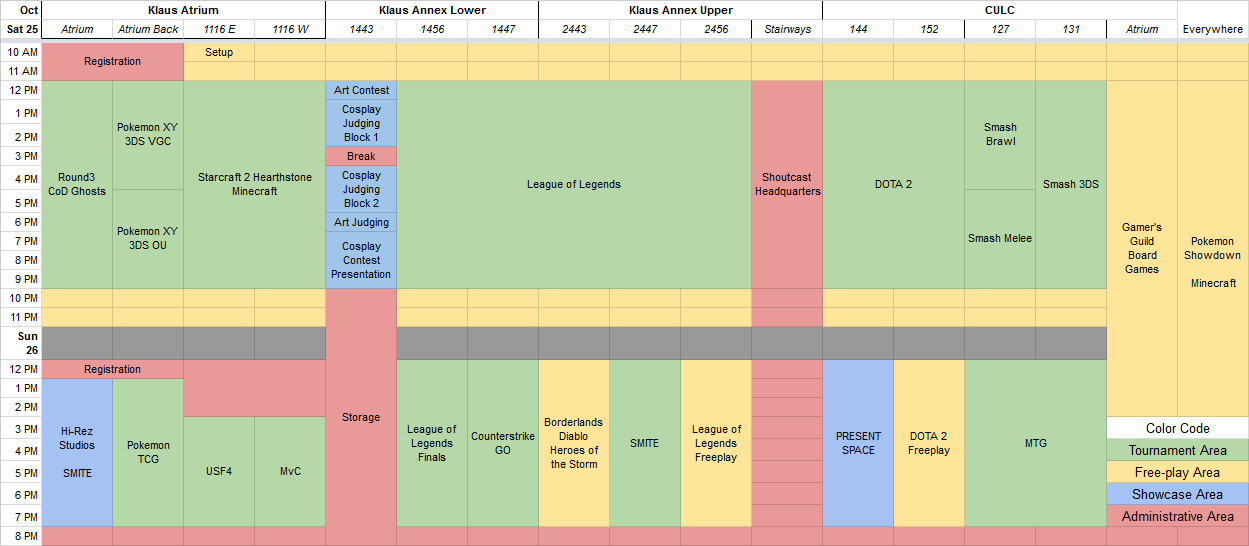 Oct Klaus Atrium Klaus Annex Lower Klaus Annex Upper CULC
Sat 25 Atrium Atrium Back 1116 E 1116 W 1443 1456 1447 2443 2447 2456 Stairways 144 152 127 131 Atrium Everywhere
10 AM Setup
Registration
11 AM
12 PM Art Contest
1 PM Cosplay
Judging
Block 1
Pokemon XY
3DS VGC
Smash
Brawl
2 PM
3 PM Break
Round3
CoD Ghosts
Starcraft 2 Hearthstone
Minecraft
League of Legends
Shoutcast
Headquarters
DOTA 2
Smash 3DS
4 PM Cosplay
Judging
Block 2
5 PM
6 PM Art Judging
Pokemon XY
3DS OU
Smash Melee
7 PM Cosplay
Contest
Presentation
Gamer's
Guild
Board
Games
Pokemon
Showdown
Minecraft
8 PM
9 PM
10 PM
11 PM
Sun
26
12 PM Registration
1 PM
2 PM
Storage
3 PM Color Code
Hi-Rez
Studios
SMITE
Pokemon
TCG
USF4
MvC
League of
Legends
Finals
Counterstrike
GO
Borderlands
Diablo
Heroes of
the Storm
SMITE
League of
Legends
Freeplay
PRESENT
SPACE
DOTA 2
Freeplay
MTG
4 PM Tournament Area
5 PM Free-play Area
6 PM Showcase Area
7 PM Administrative Area
8 PM